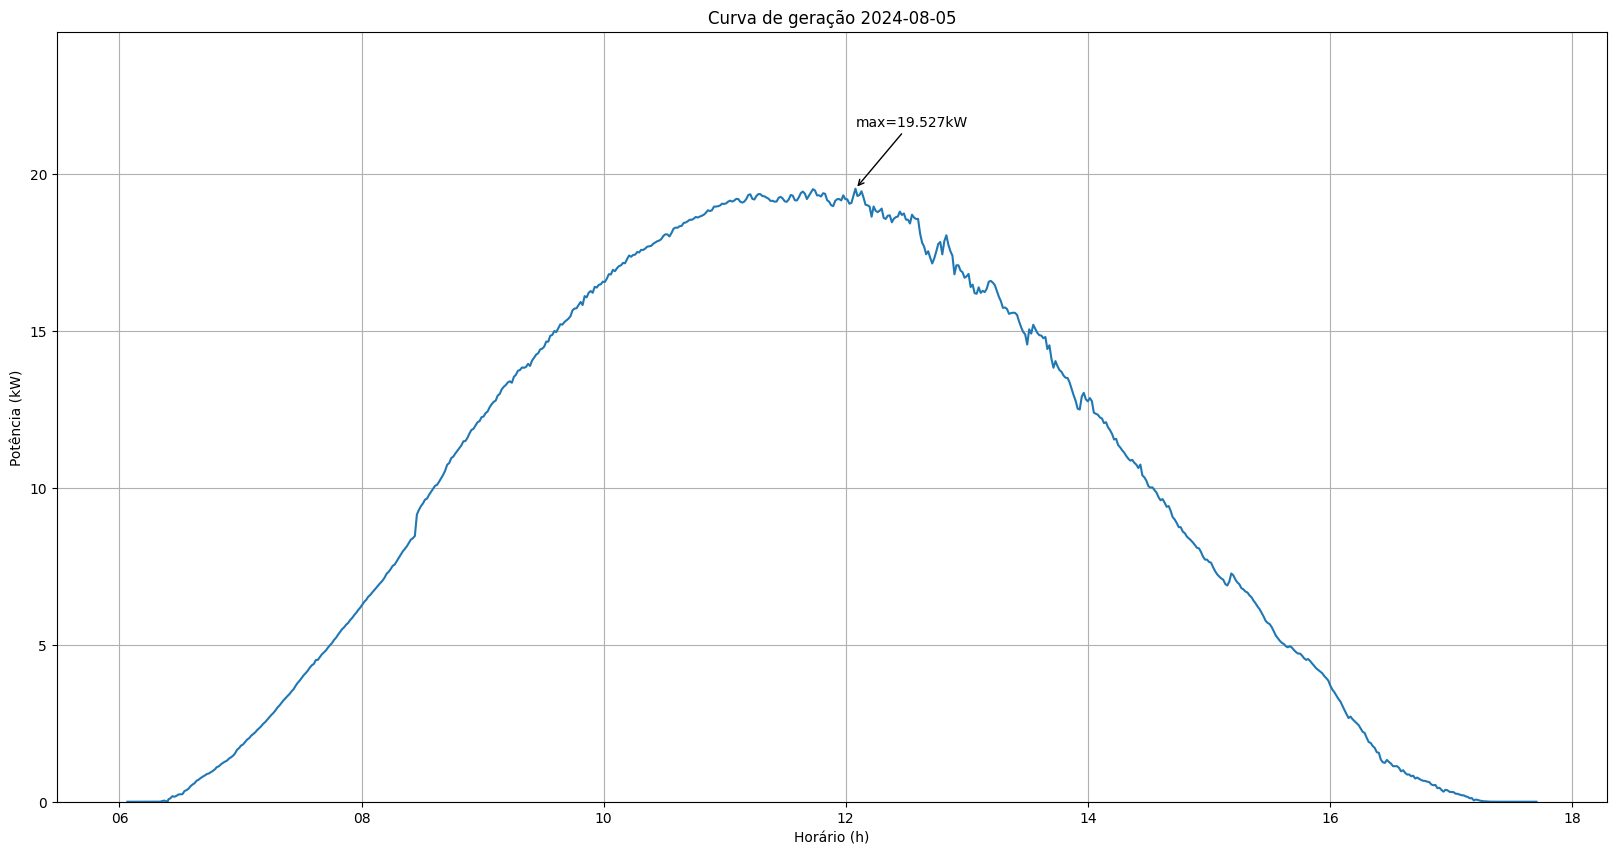 Curva de geração 2024-08-05
max=19.527kW
20
15
10
5
0
Potência (kW)
06 08 10 12 14 16 18
Horário (h)